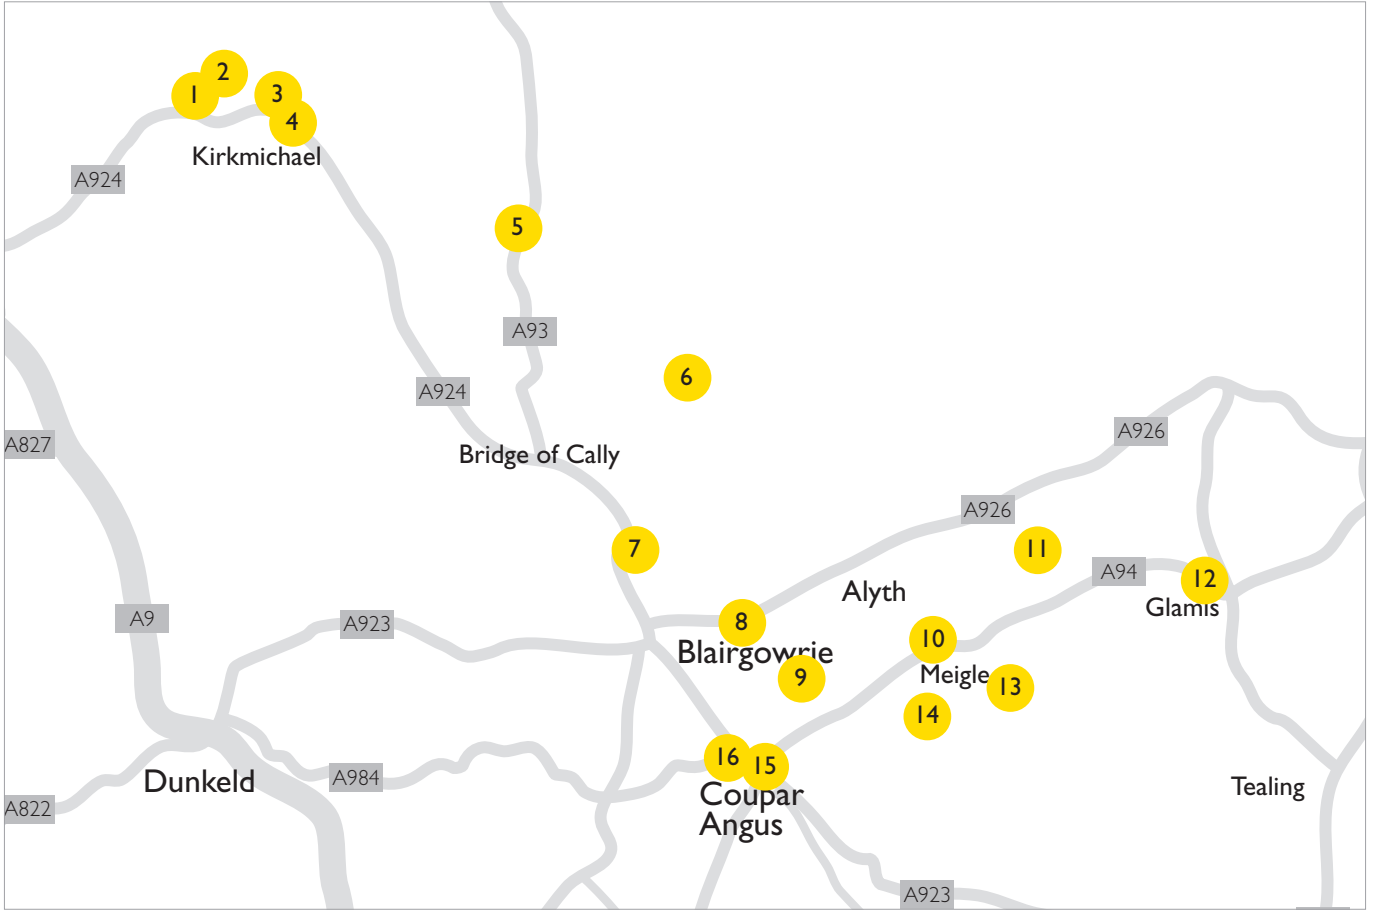 2
1
3
4
Kirkmichael
A924
5
A93
6
A924
A926
A827
Bridge of Cally
A926
7
11
A94
12
Alyth
Glamis
A9
A923
8
10
Blairgowrie
9
Meigle
13
14
16
15
A984
Dunkeld
Coupar
Angus
Tealing
A822
A923